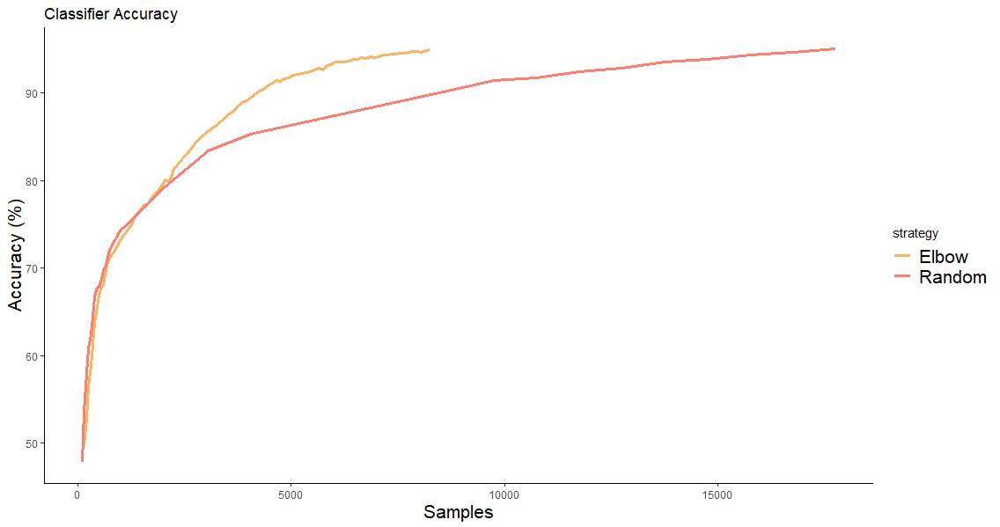 Classifier Accuracy
90
80
70
60
50
Accuracy (%)
0
5000
10000
15000
Samples
strategy
Elbow
Random